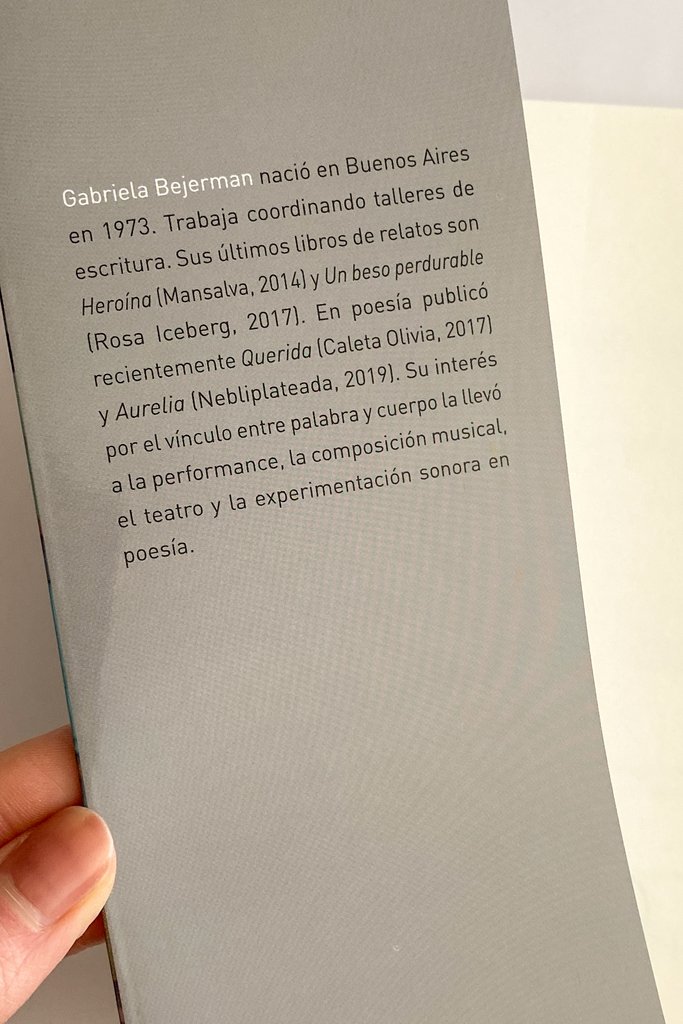 Gabriela Bejerman nació en Buenos Aires
en 1973. Trabaja coordinando talleres de
escritura. Sus últimos libros de relatos son
Heroína (Mansalva, 2014) y Un beso perdurable
(Rosa Iceberg, 2017). En poesía publicó
recientemente Querida (Caleta Olivia, 2017)
y Aurelia (Nebliplateada, 2019). Su interés
por el vínculo entre palabra y cuerpo la llevó
a la performance, la composición musical,
el teatro y la experimentación sonora en
poesía.